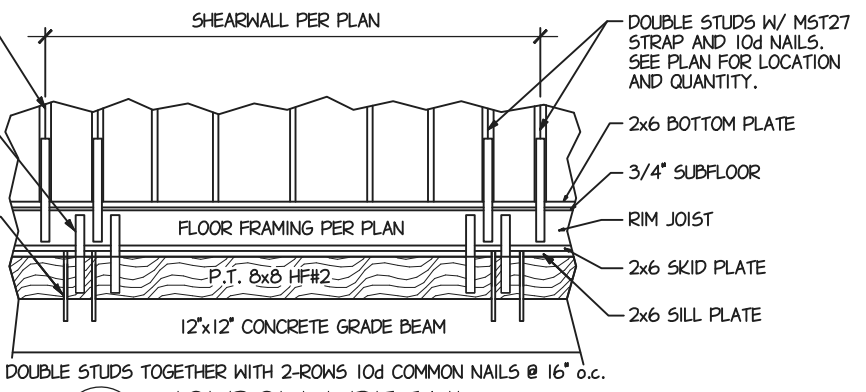 SHEARWALL PER PLAN
DOUBLE STUDS W/ MST27
STRAP AND 10d NAILS.
SEE PLAN FOR LOCATION
AND QUANTITY.
2x6 BOTTOM PLATE
3/4" SUBFLOOR
RIM JOIST
2x6 SKID PLATE
2x6 SILL PLATE
FLOOR FRAMING PER PLAN
P.T. 8x8 HF#2
12"x12" CONCRETE GRADE BEAM
DOUBLE STUDS TOGETHER WITH 2-ROWS 10d COMMON NAILS @ 16" o.c.